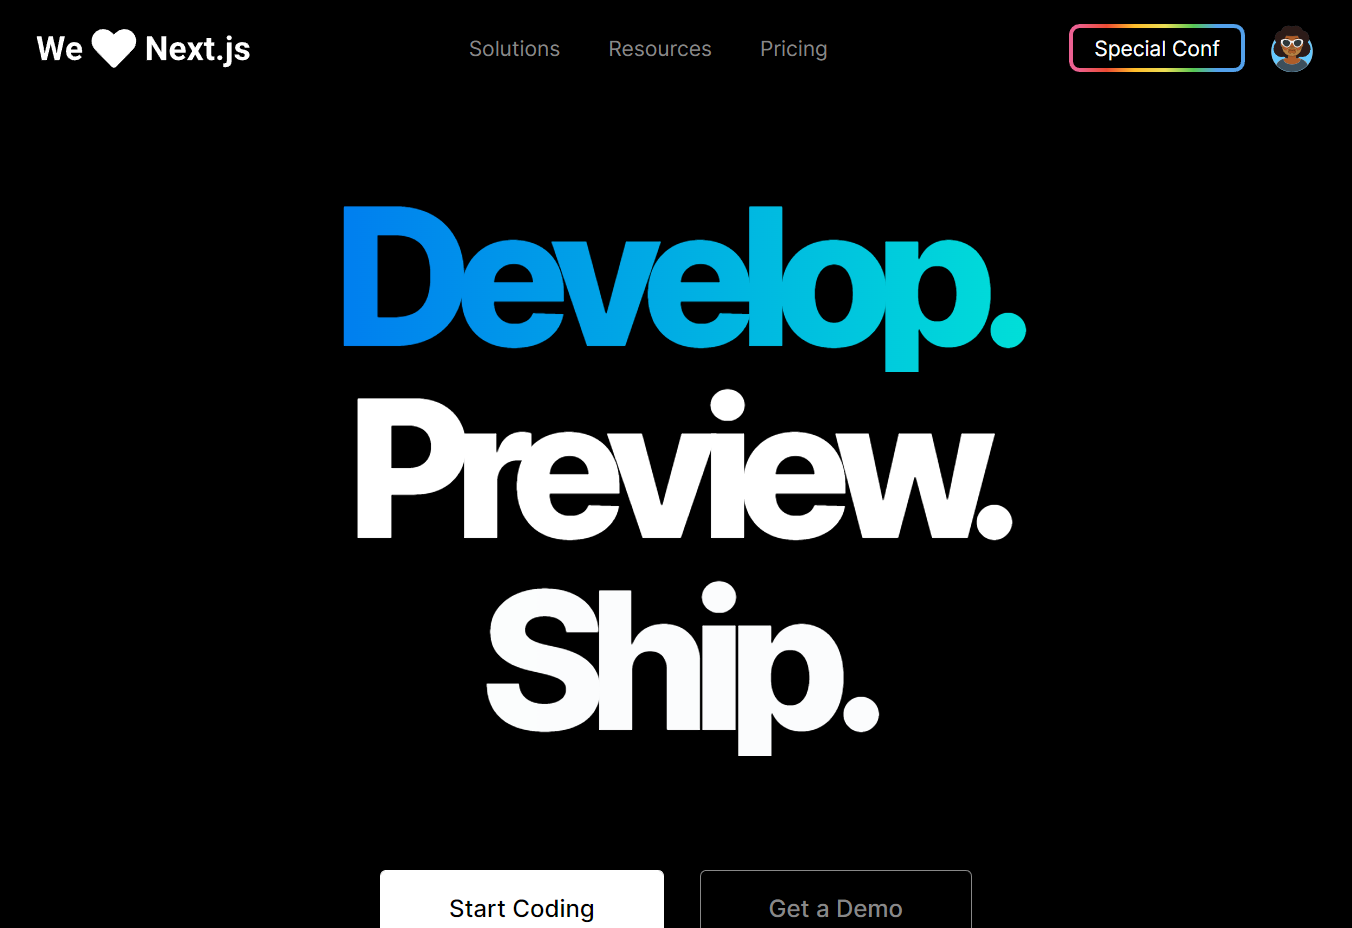 We Next.js
Solutions Resources Pricing
Special Conf
Develop.
Preview.
Ship.
Start Coding
Get a Demo